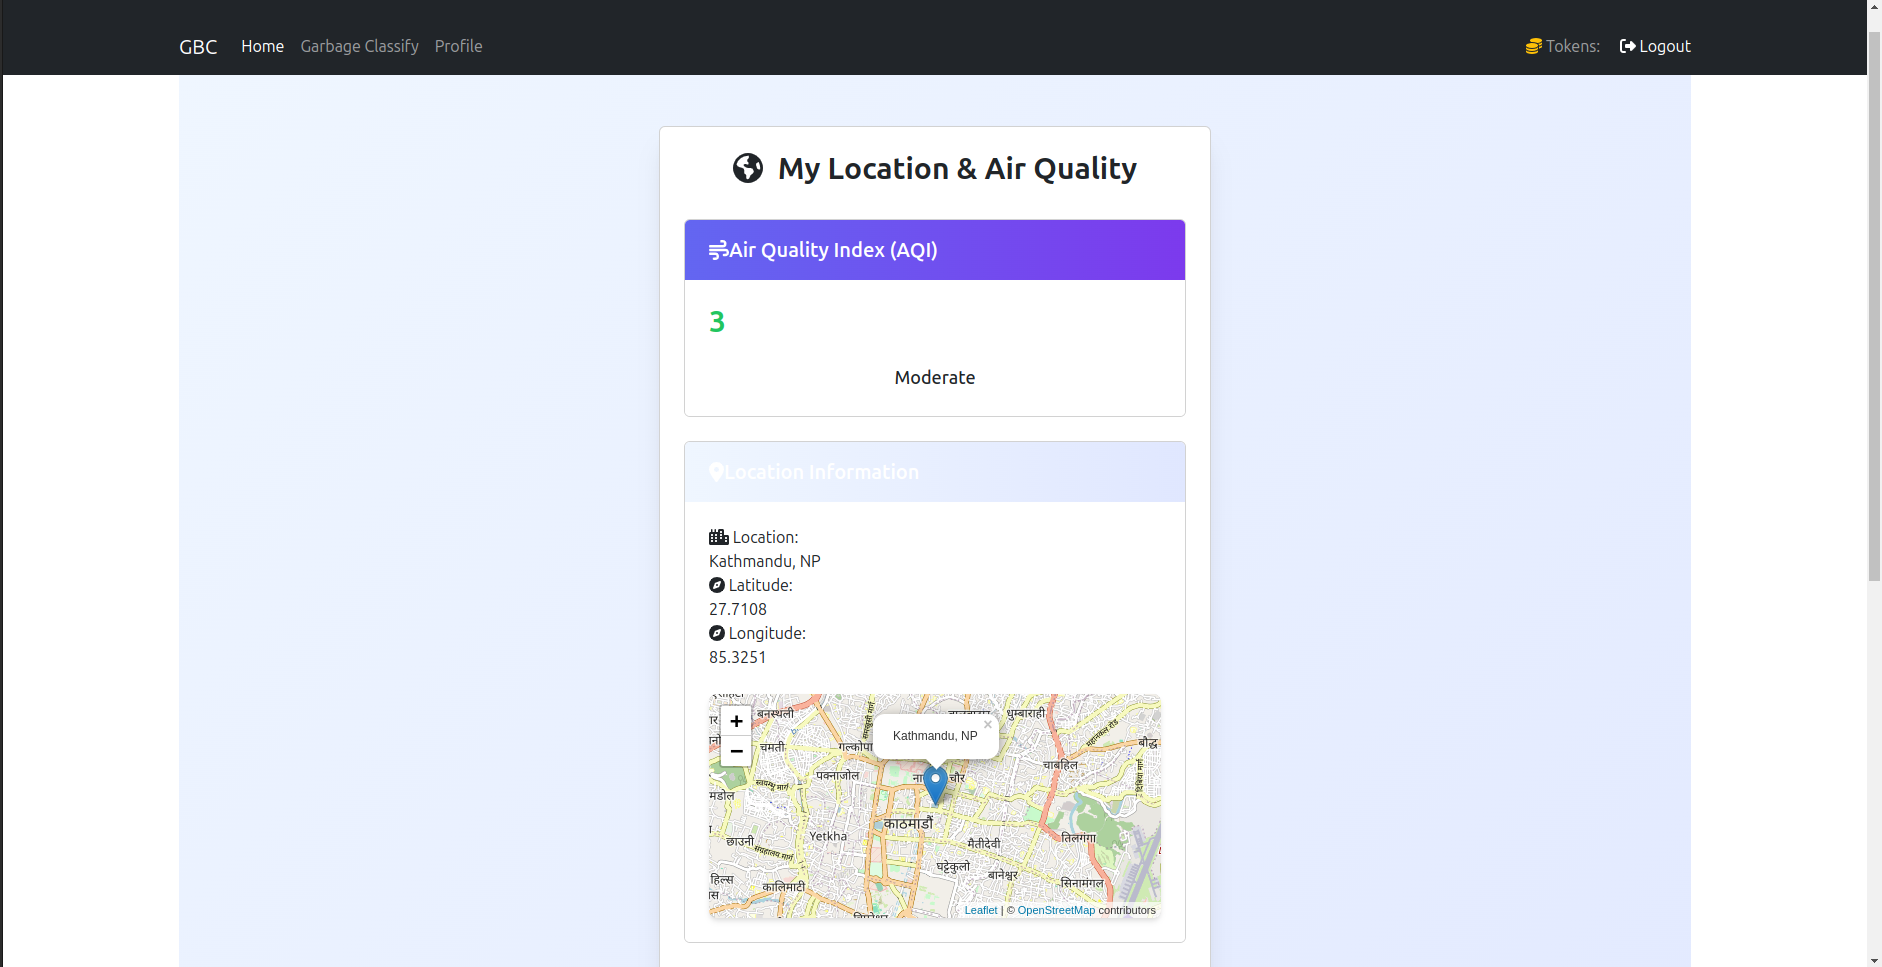 GBC Home Garbage Classify Profile Tokens: Logout
My Location & Air Quality
Air Quality Index (AQI)
3
Moderate
Location Information
Location:
Kathmandu, NP
Latitude:
27.7108
Longitude:
85.3251
+
−
Kathmandu, NP
×
बनस्थली
धुम्बाराही
चमती
गल्कोपा
बौद्ध
महानकाल रोड
चाबहिल
पक्नाजोल
चौर
मडोल
काठमाडौं
छाउनी
Yetkha
मैतीदेवी
तिलगंगा
घट्टेकुलो
बानेश्वर
हिल्स
कालिमाटी
सिनामंगल
Leaflet | © OpenStreetMap contributors